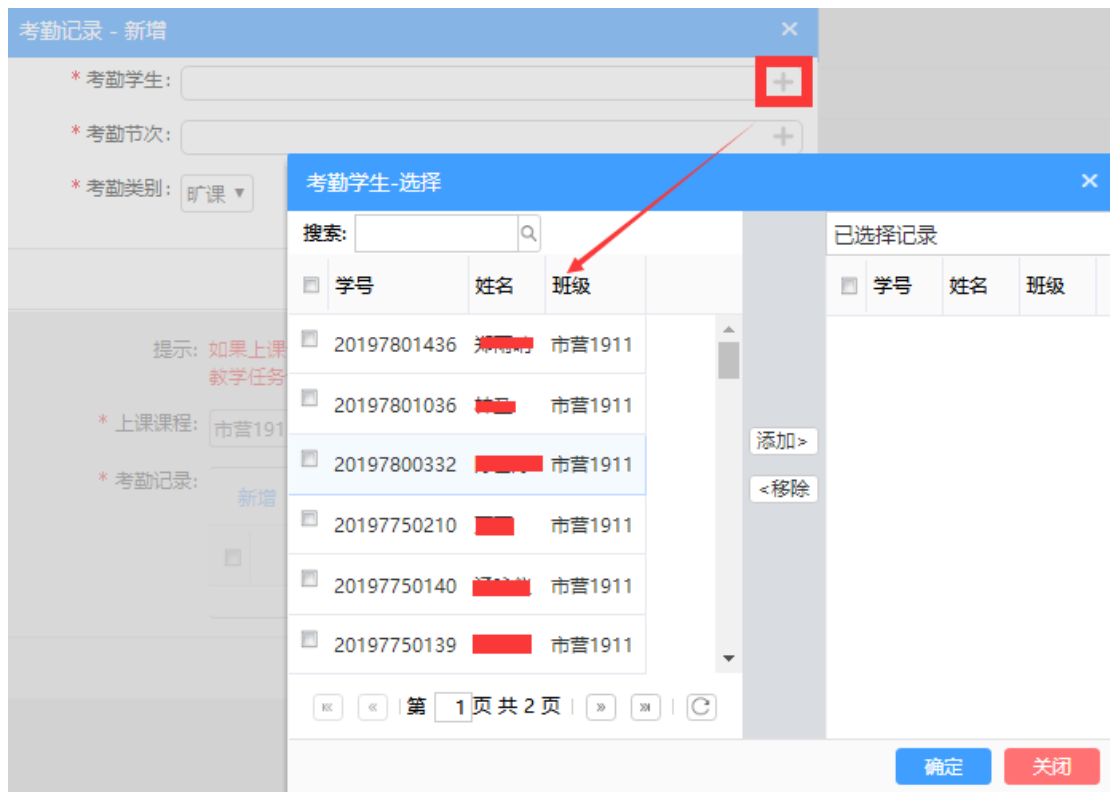 考勤记录 - 新增
* 考勤学生:
* 考勤节次:
* 考勤类别: 旷课
考勤学生-选择
搜索:
已选择记录
学号 姓名 班级
学号 姓名 班级
20197801436 市营1911
20197801036 市营1911
20197800332 市营1911
20197750210 市营1911
20197750140 市营1911
20197750139 市营1911
提示: 如果上课
教学任务
* 上课课程: 市营191
* 考勤记录:
新增
添加>
<移除
第 1 页 共 2 页
确定 关闭